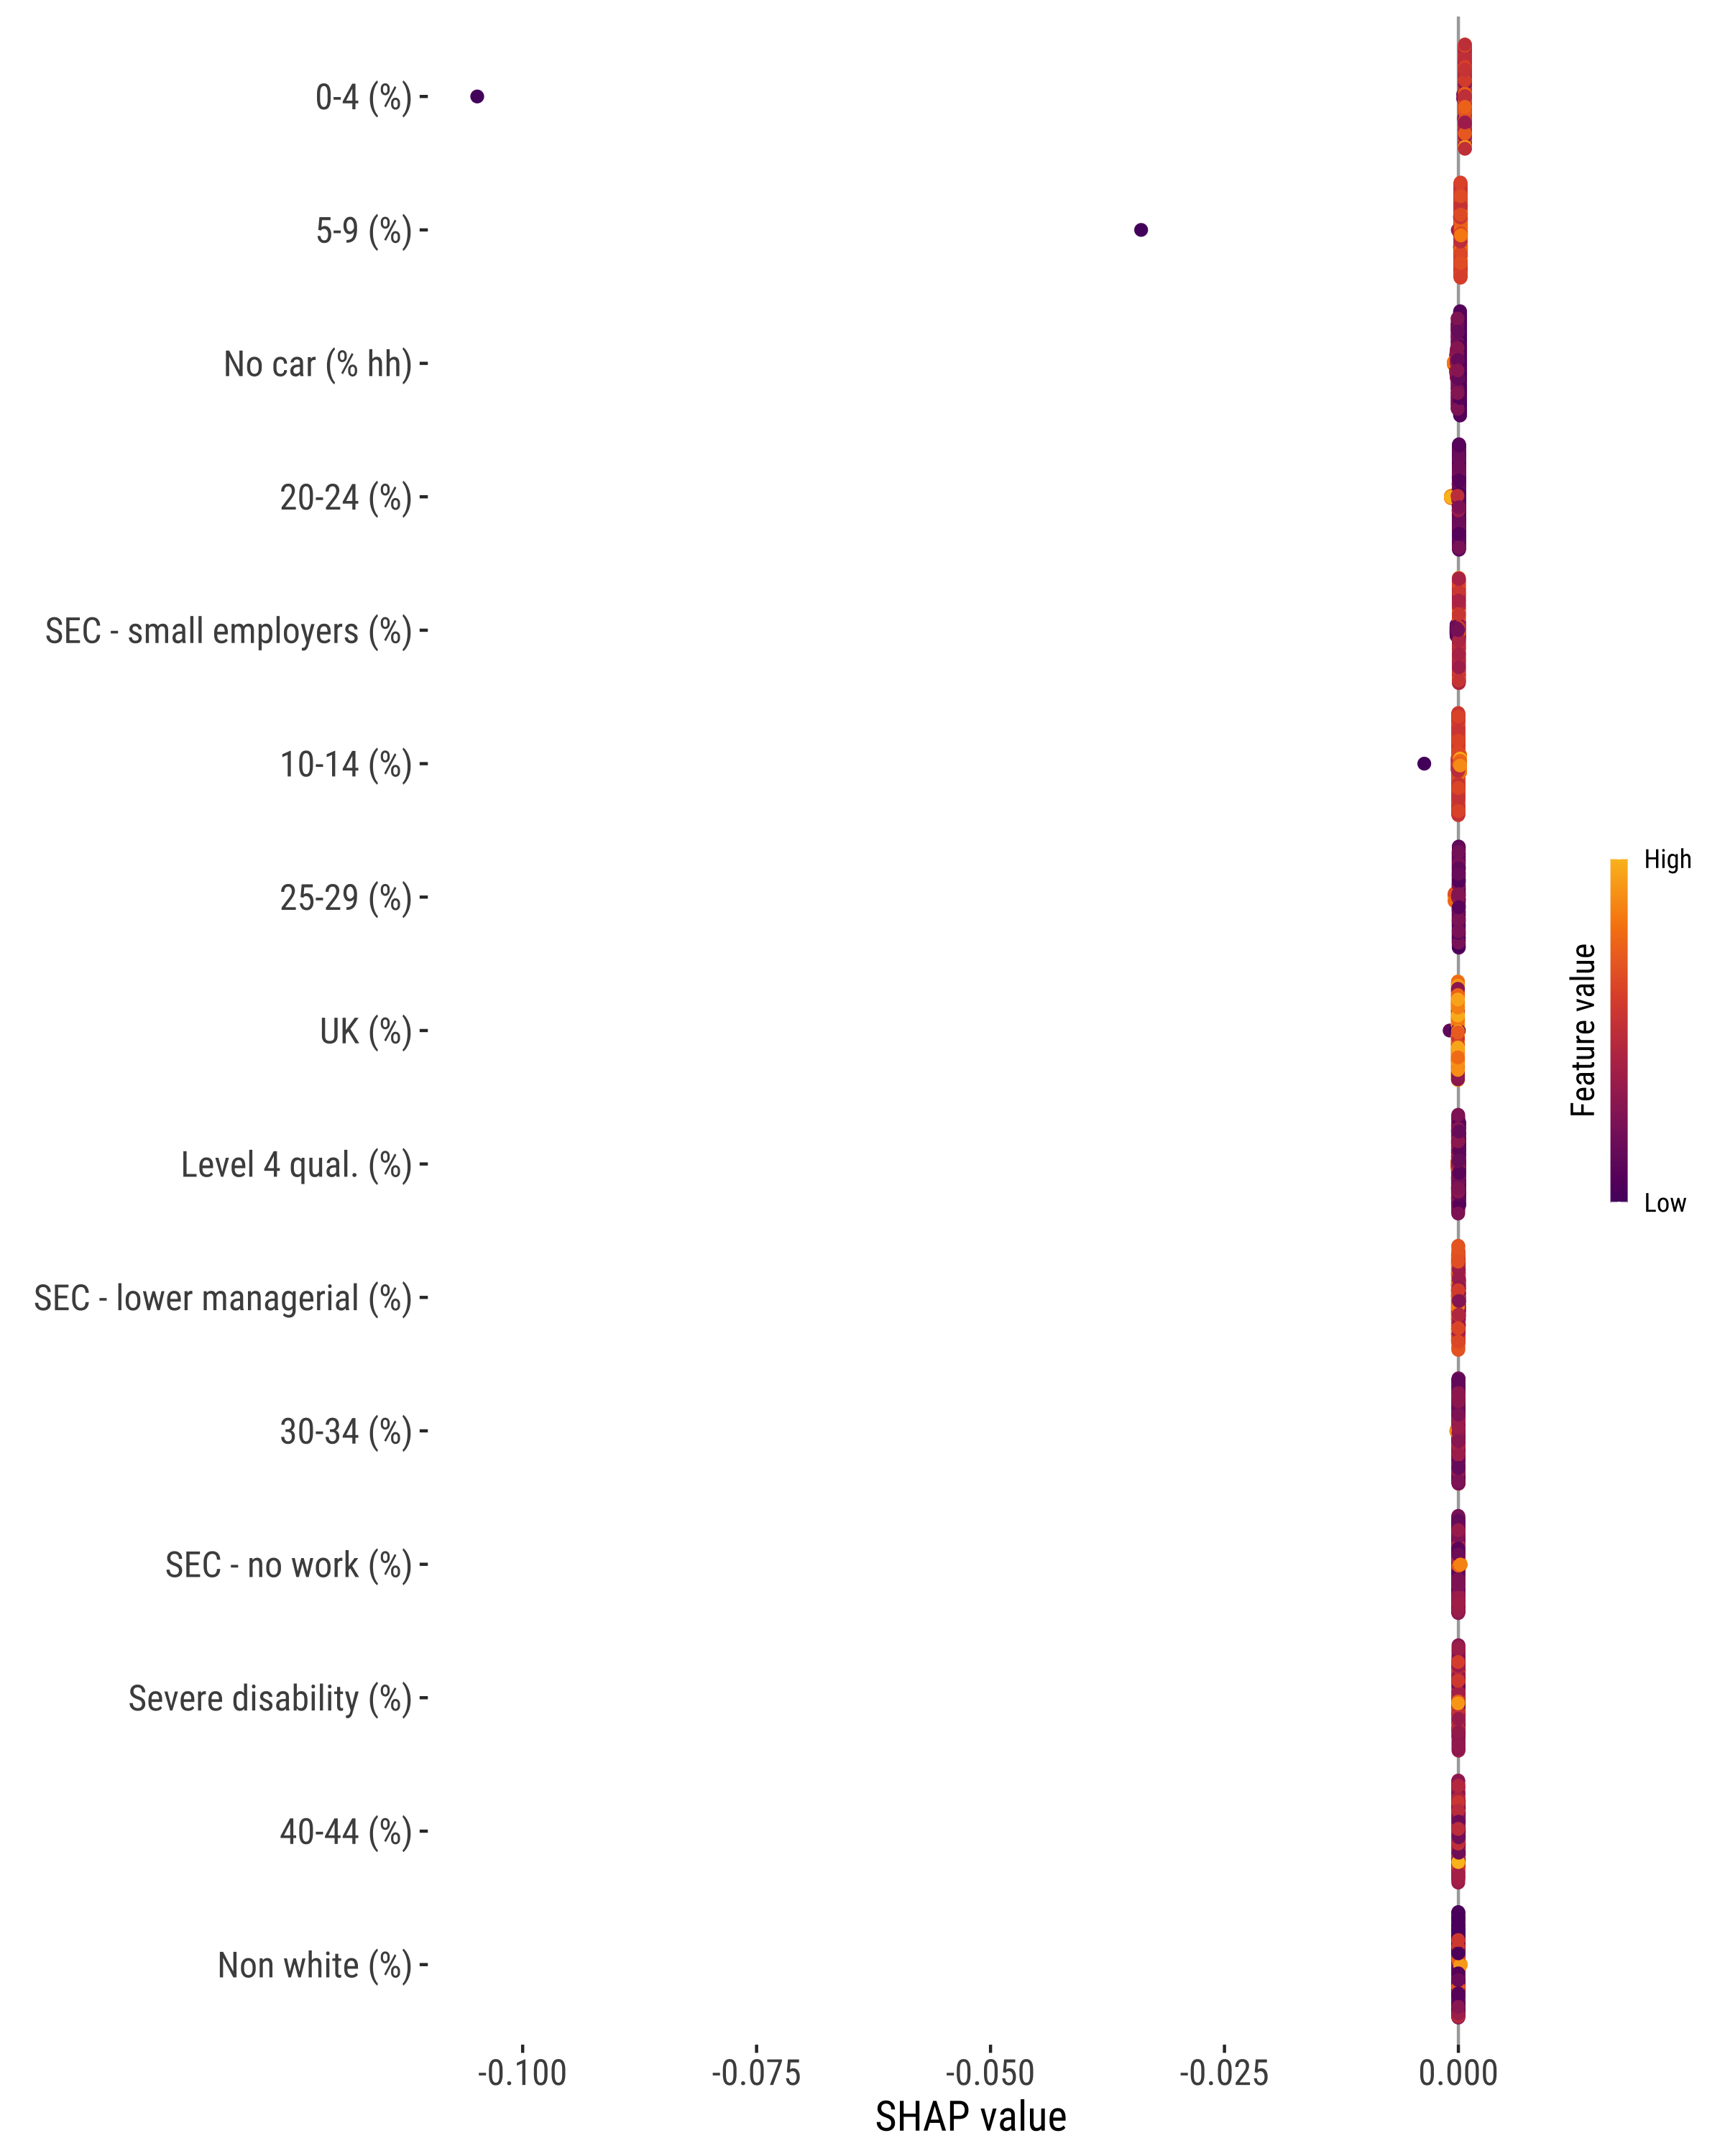 0-4 (%)
5-9 (%)
No car (% hh)
20-24 (%)
SEC - small employers (%)
10-14 (%)
25-29 (%)
UK (%)
Level 4 qual. (%)
SEC - lower managerial (%)
30-34 (%)
SEC - no work (%)
Severe disability (%)
40-44 (%)
Non white (%)
-0.100 -0.075 -0.050 -0.025 0.000
SHAP value
Feature value
High
Low